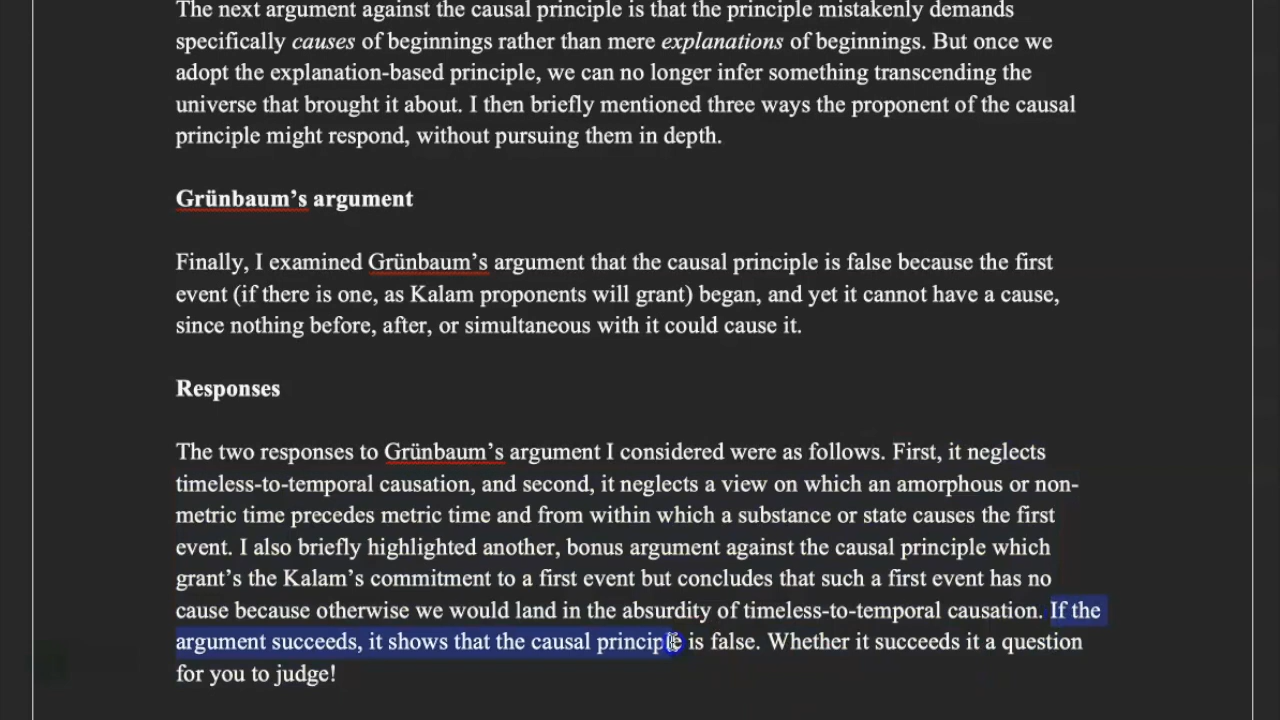 The next argument against the causal principle is that the principle mistakenly demands
specifically causes of beginnings rather than mere explanations of beginnings. But once we
adopt the explanation-based principle, we can no longer infer something transcending the
universe that brought it about. I then briefly mentioned three ways the proponent of the causal
principle might respond, without pursuing them in depth.
Grünbaum’s argument
Finally, I examined Grünbaum’s argument that the causal principle is false because the first
event (if there is one, as Kalam proponents will grant) began, and yet it cannot have a cause,
since nothing before, after, or simultaneous with it could cause it.
Responses
The two responses to Grünbaum’s argument I considered were as follows. First, it neglects
timeless-to-temporal causation, and second, it neglects a view on which an amorphous or non-
metric time precedes metric time and from within which a substance or state causes the first
event. I also briefly highlighted another, bonus argument against the causal principle which
grant’s the Kalam’s commitment to a first event but concludes that such a first event has no
cause because otherwise we would land in the absurdity of timeless-to-temporal causation. If the
argument succeeds, it shows that the causal principle is false. Whether it succeeds it a question
for you to judge!